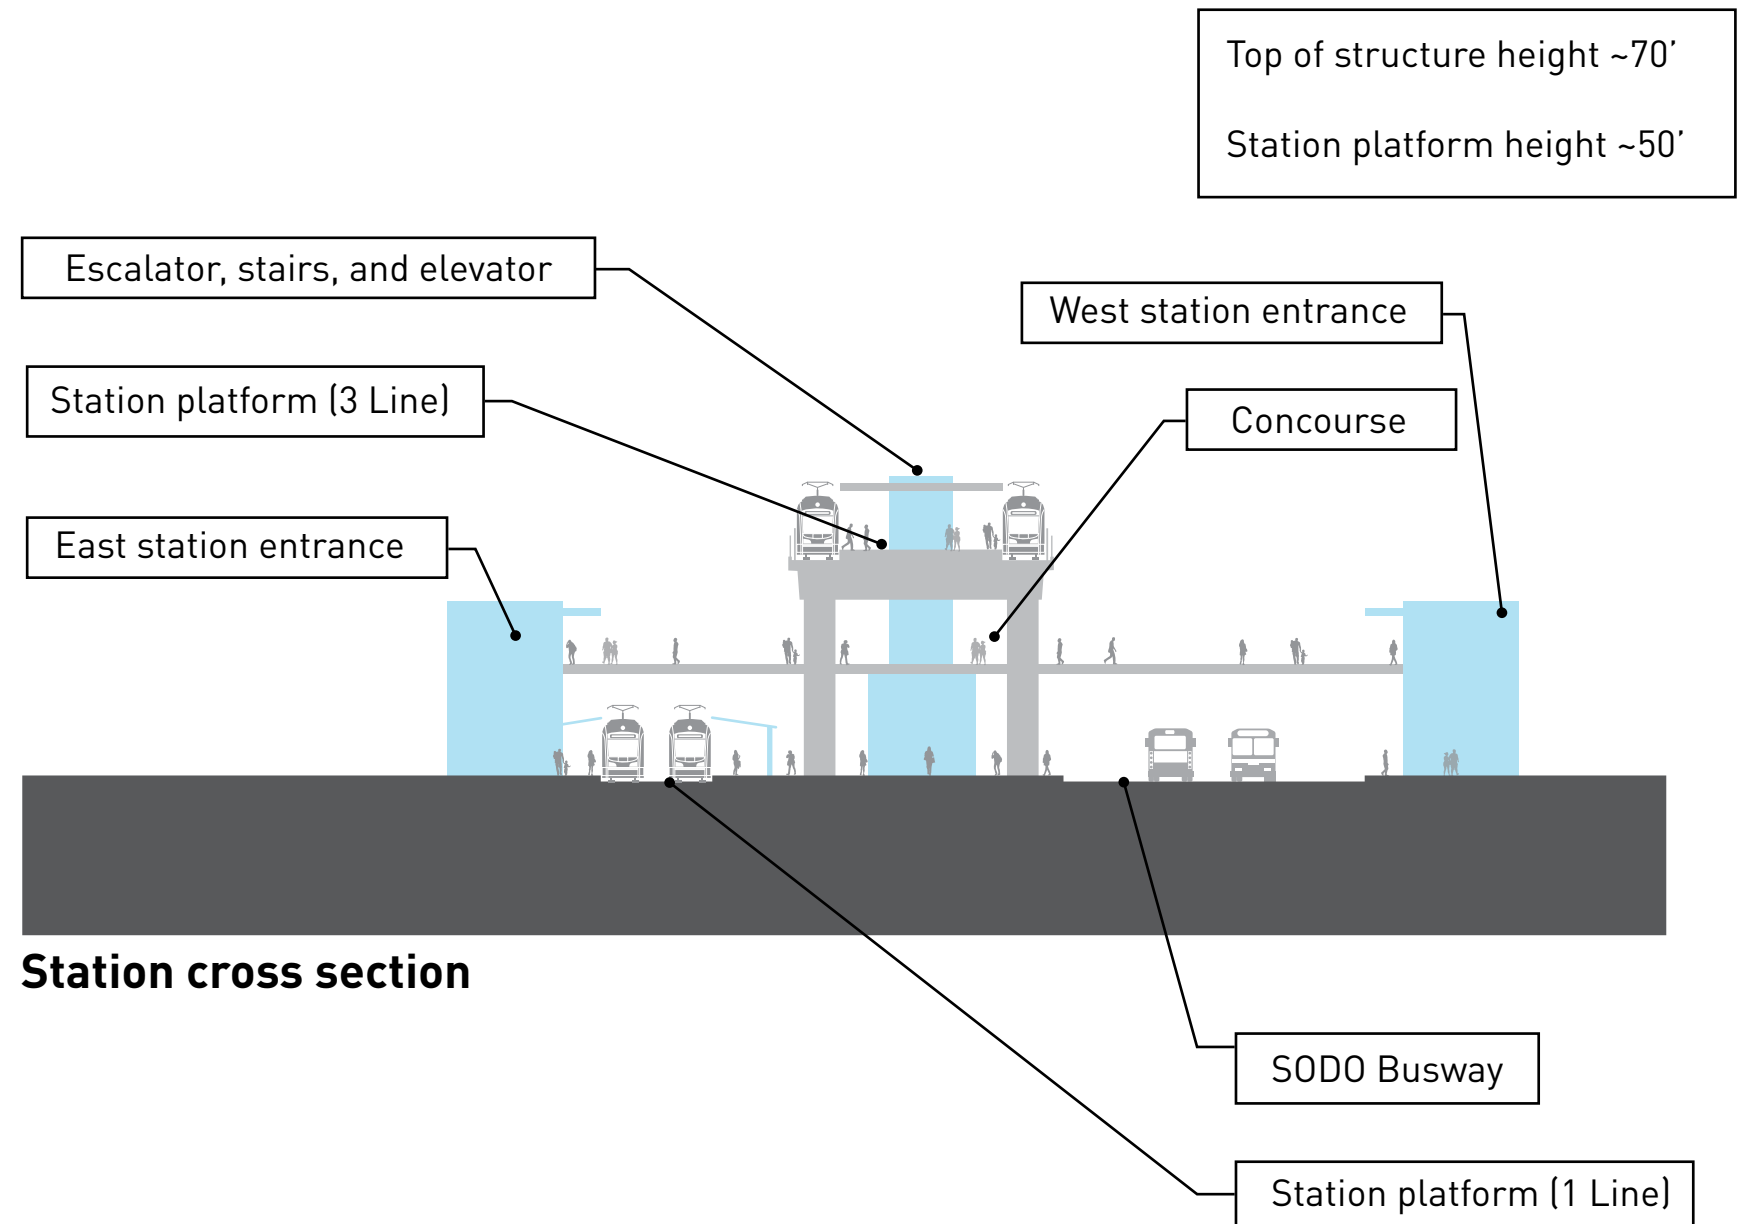 Top of structure height ~70’
Station platform height ~50’
Escalator, stairs, and elevator
West station entrance
Station platform (3 Line)
Concourse
East station entrance
Station cross section
SODO Busway
Station platform (1 Line)